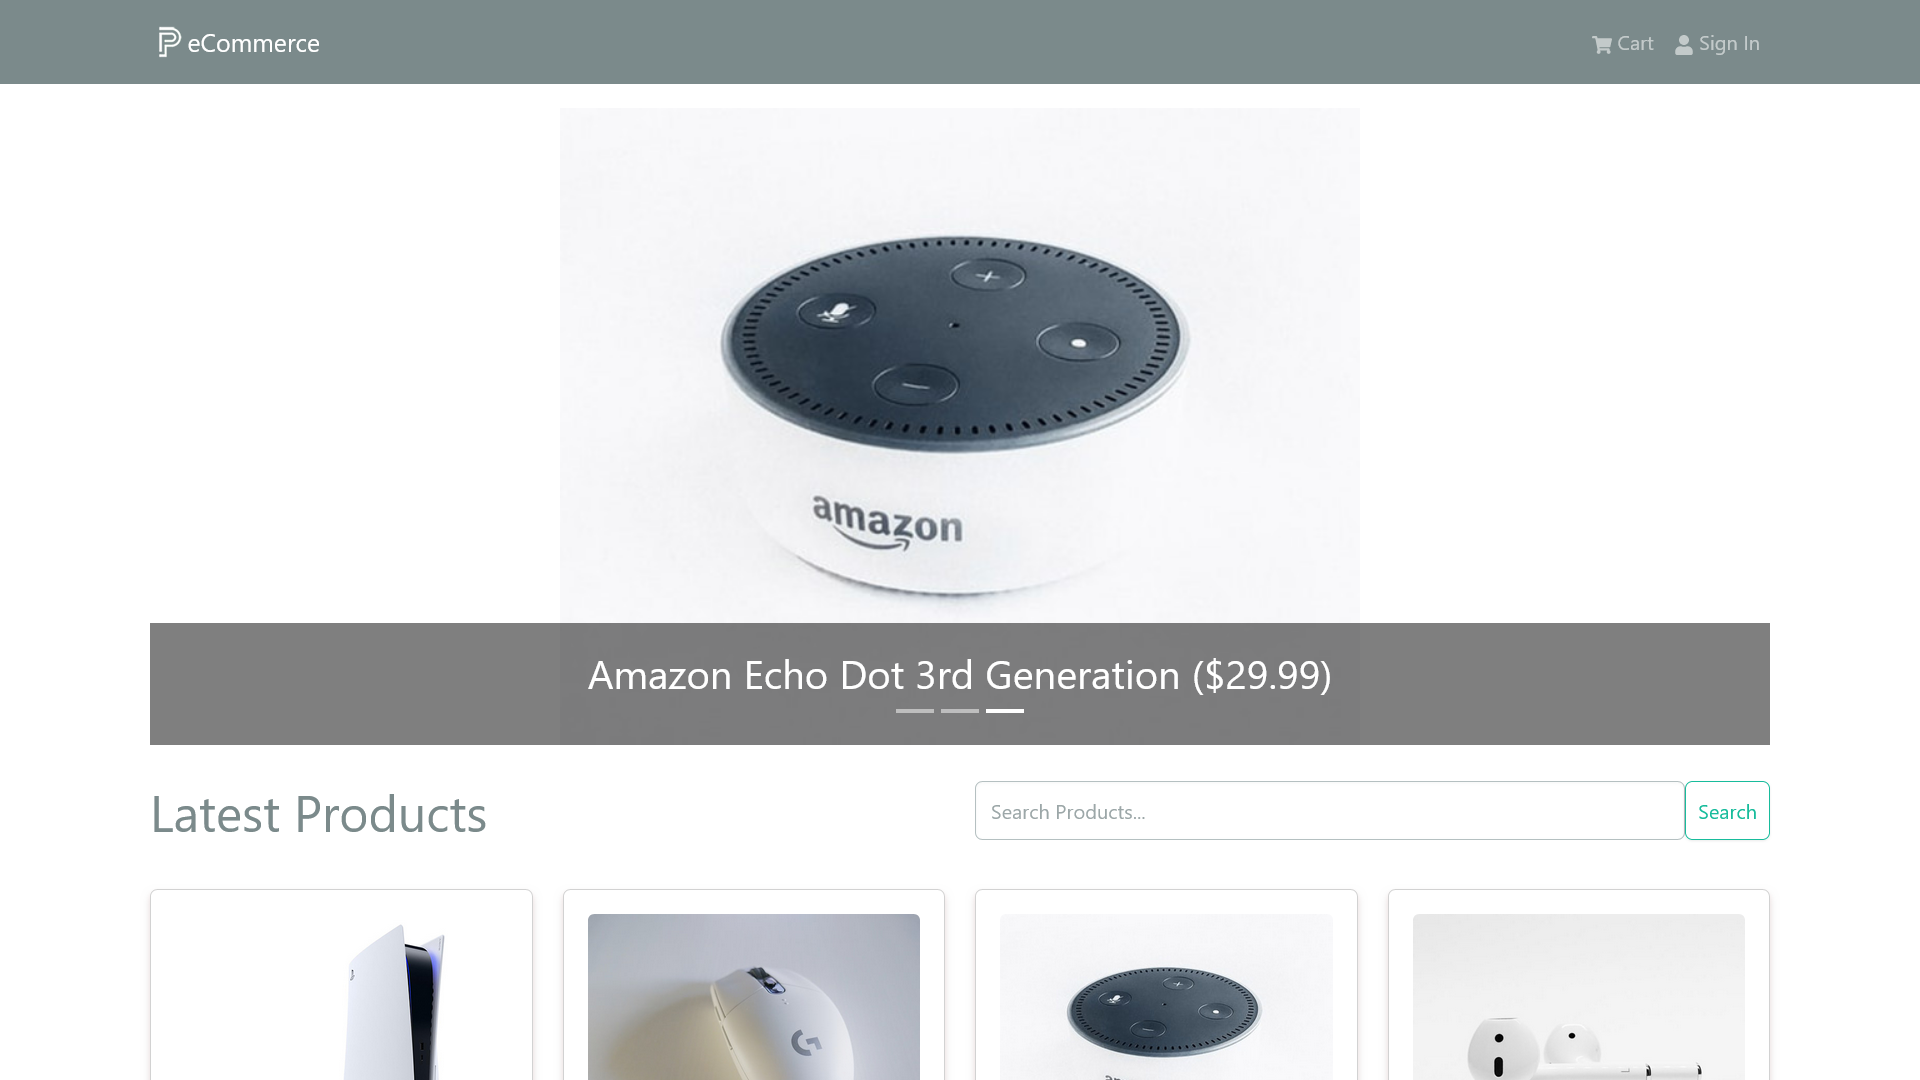 eCommerce
Cart
Sign In
amazon
Amazon Echo Dot 3rd Generation ($29.99)
Latest Products
Search Products...
Search